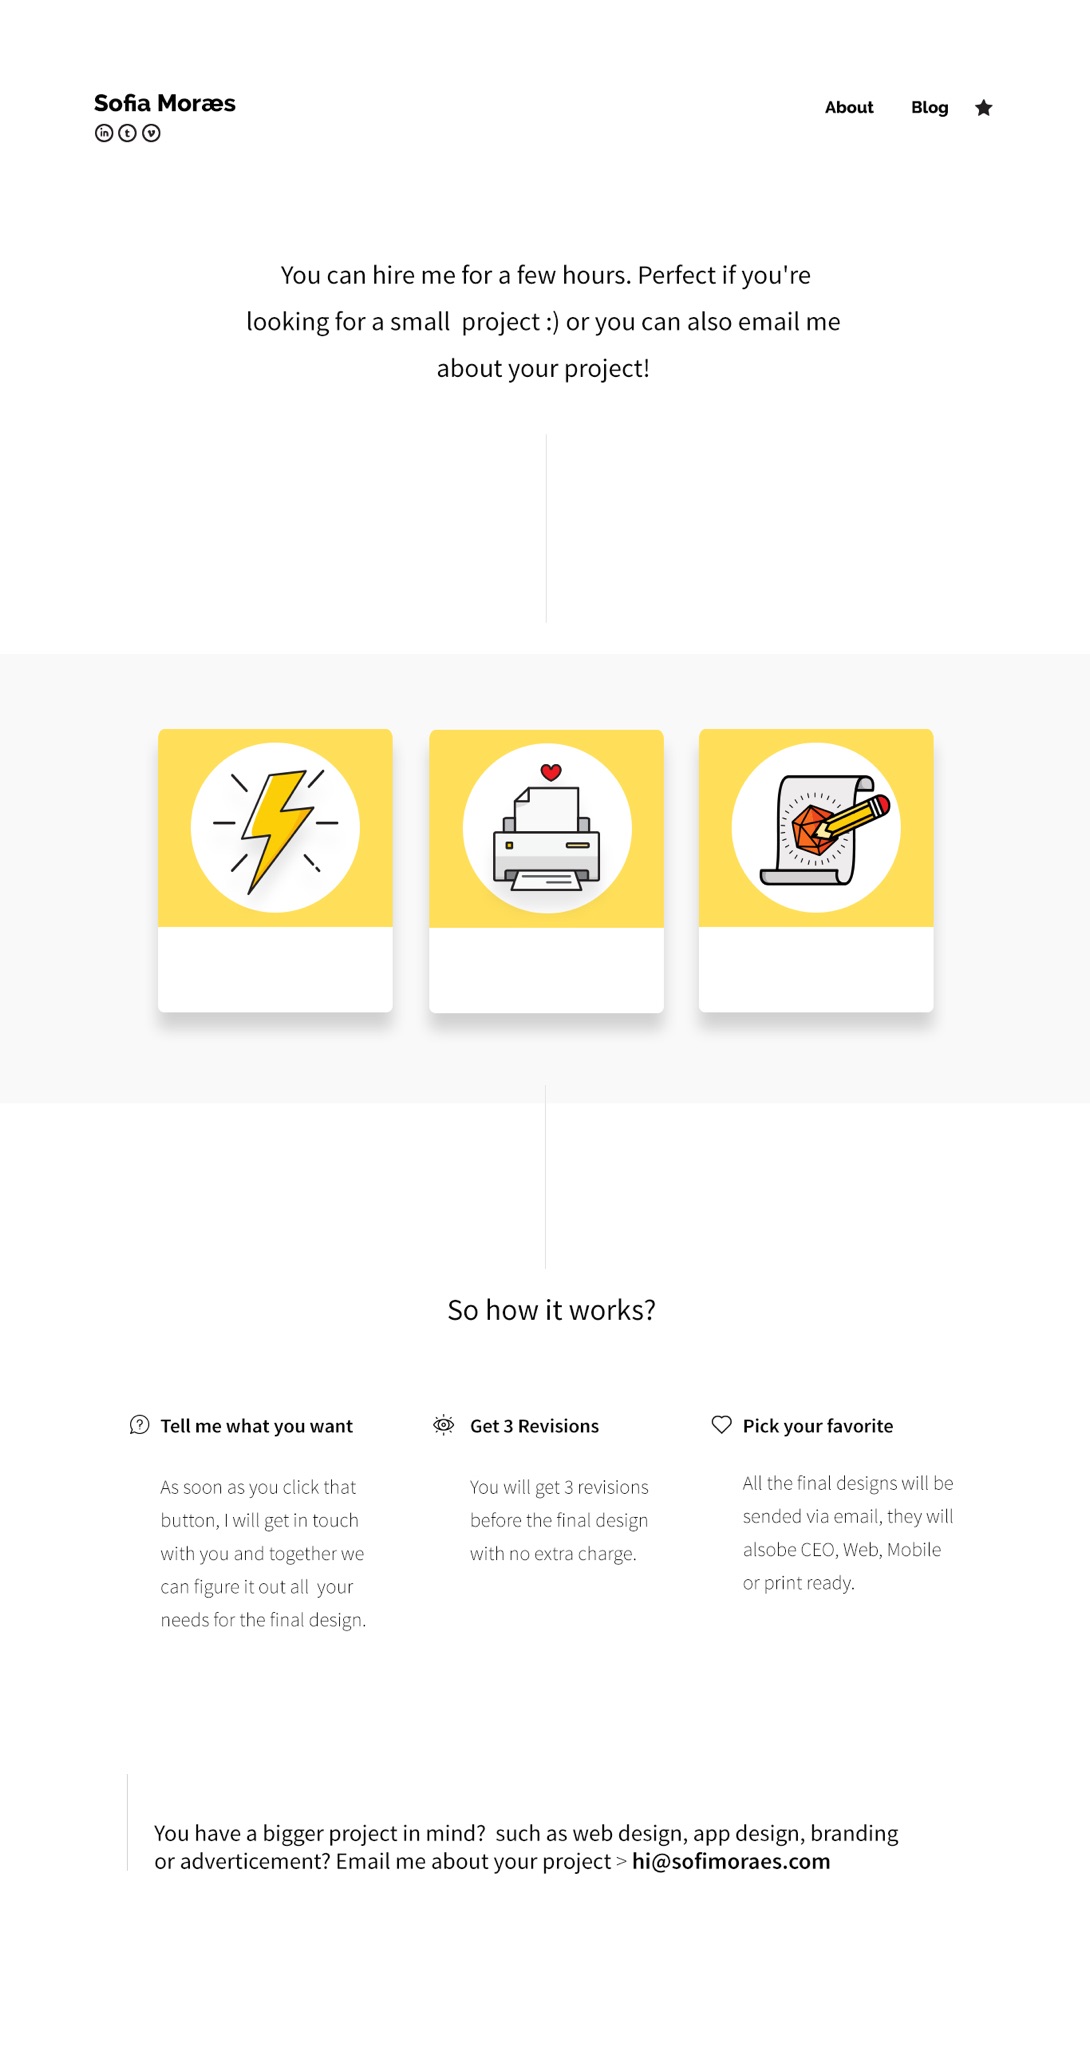 Sofia Moræs
in t v
About Blog
You can hire me for a few hours. Perfect if you're
looking for a small  project :) or you can also email me
about your project!
So how it works?
Tell me what you want
As soon as you click that
button, I will get in touch
with you and together we
can figure it out all  your
needs for the final design.
Get 3 Revisions
You will get 3 revisions
before the final design
with no extra charge.
Pick your favorite
All the final designs will be
sended via email, they will
alsobe CEO, Web, Mobile
or print ready.
You have a bigger project in mind?  such as web design, app design, branding
or adverticement? Email me about your project > hi@sofimoraes.com